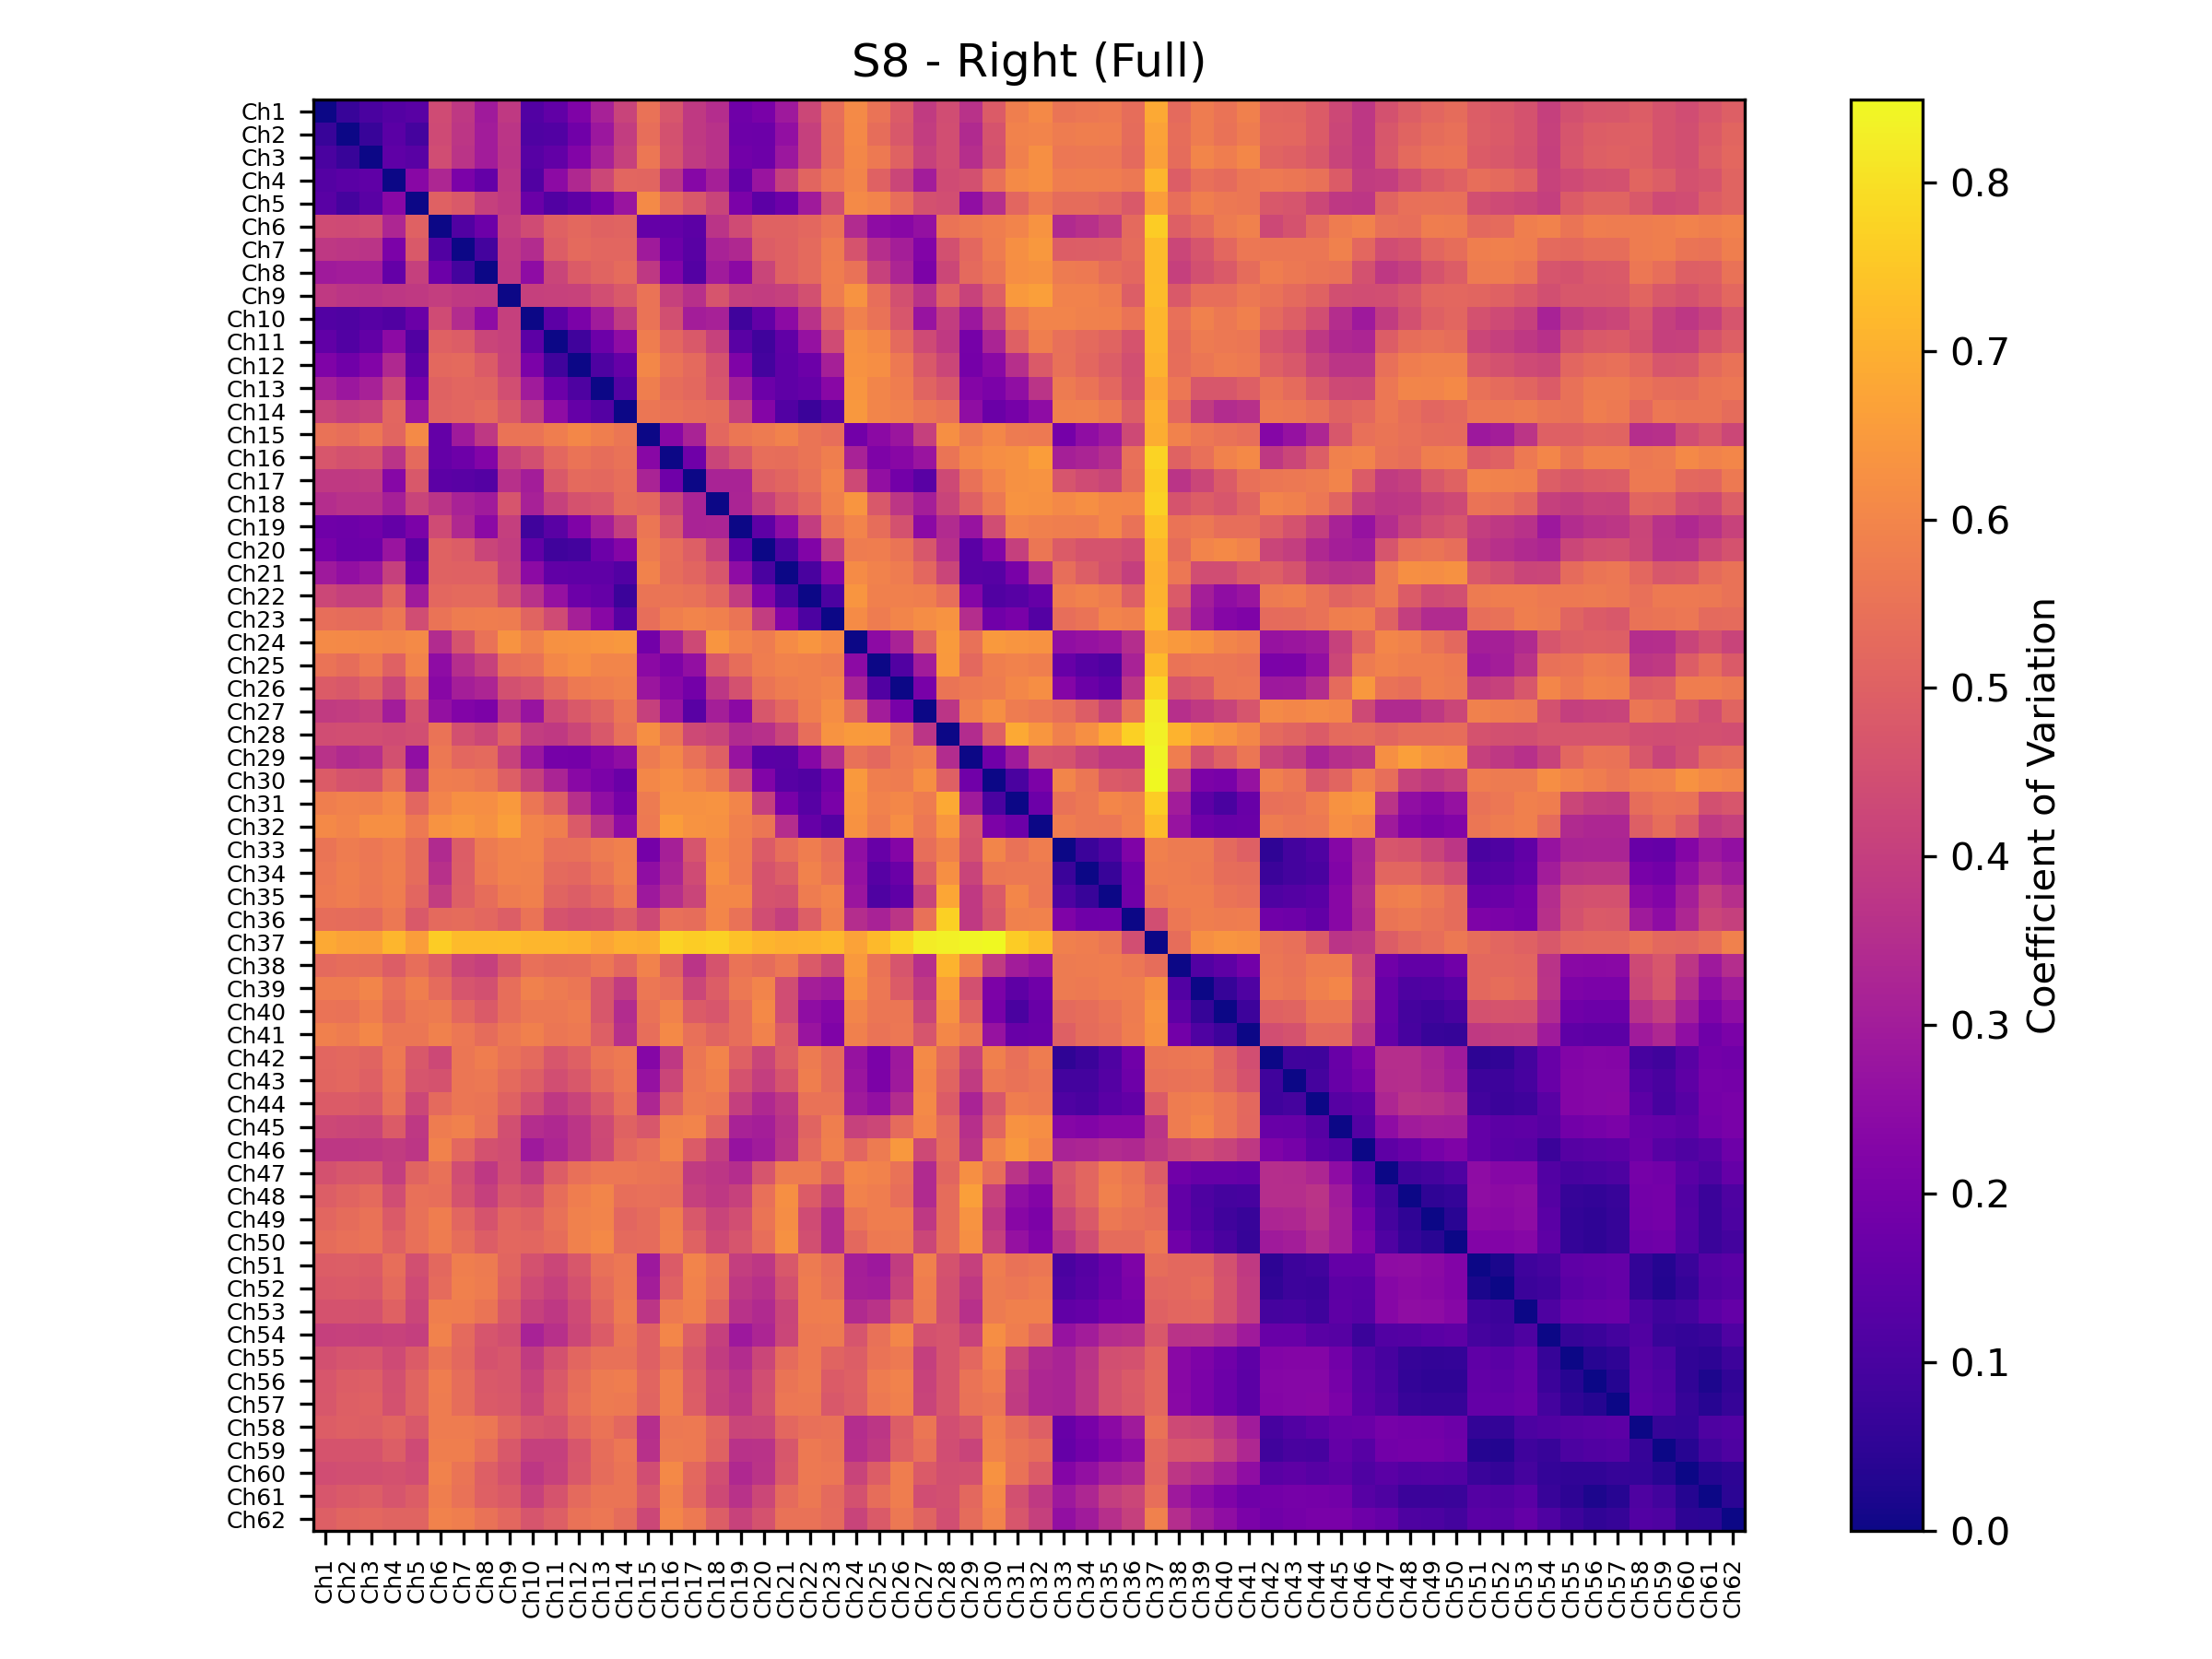 S8 - Right (Full)
Ch1
Ch2
Ch3
Ch4
Ch5
Ch6
Ch7
Ch8
Ch9
Ch10
Ch11
Ch12
Ch13
Ch14
Ch15
Ch16
Ch17
Ch18
Ch19
Ch20
Ch21
Ch22
Ch23
Ch24
Ch25
Ch26
Ch27
Ch28
Ch29
Ch30
Ch31
Ch32
Ch33
Ch34
Ch35
Ch36
Ch37
Ch38
Ch39
Ch40
Ch41
Ch42
Ch43
Ch44
Ch45
Ch46
Ch47
Ch48
Ch49
Ch50
Ch51
Ch52
Ch53
Ch54
Ch55
Ch56
Ch57
Ch58
Ch59
Ch60
Ch61
Ch62
Ch1 Ch2 Ch3 Ch4 Ch5 Ch6 Ch7 Ch8 Ch9 Ch10 Ch11 Ch12 Ch13 Ch14 Ch15 Ch16 Ch17 Ch18 Ch19 Ch20 Ch21 Ch22 Ch23 Ch24 Ch25 Ch26 Ch27 Ch28 Ch29 Ch30 Ch31 Ch32 Ch33 Ch34 Ch35 Ch36 Ch37 Ch38 Ch39 Ch40 Ch41 Ch42 Ch43 Ch44 Ch45 Ch46 Ch47 Ch48 Ch49 Ch50 Ch51 Ch52 Ch53 Ch54 Ch55 Ch56 Ch57 Ch58 Ch59 Ch60 Ch61 Ch62
0.8
0.7
0.6
0.5
0.4
0.3
0.2
0.1
0.0
Coefficient of Variation